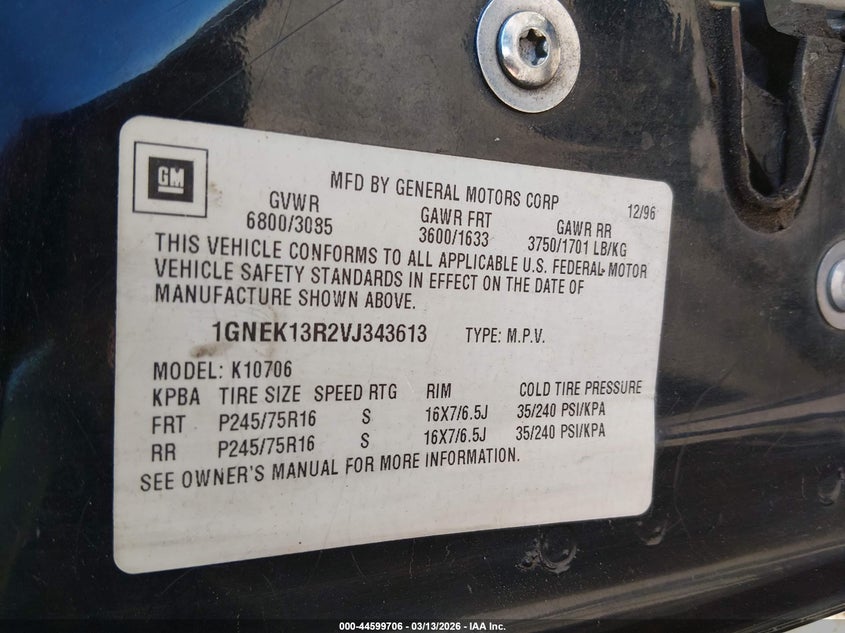 GM
MFD BY GENERAL MOTORS CORP 12/96
GVWR GAWR FRT GAWR RR
6800/3085 3600/1633 3750/1701 LB/KG
THIS VEHICLE CONFORMS TO ALL APPLICABLE U.S. FEDERAL MOTOR
VEHICLE SAFETY STANDARDS IN EFFECT ON THE DATE OF
MANUFACTURE SHOWN ABOVE.
1GNEK13R2VJ343613 TYPE: M.P.V.
MODEL: K10706
KPBA TIRE SIZE SPEED RTG RIM COLD TIRE PRESSURE
FRT P245/75R16 S 16X7/6.5J 35/240 PSI/KPA
RR P245/75R16 S 16X7/6.5J 35/240 PSI/KPA
SEE OWNER'S MANUAL FOR MORE INFORMATION.
000-44599706 — 03/13/2026 — IAA Inc.